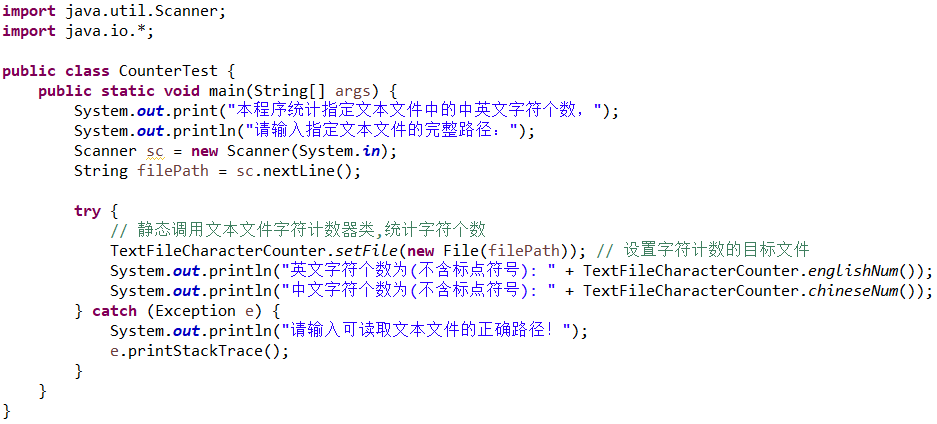 import java.util.Scanner;
import java.io.*;
public class CounterTest {
    public static void main(String[] args) {
        System.out.print("本程序统计指定文本文件中的中英文字符个数，");
        System.out.println("请输入指定文本文件的完整路径：");
        Scanner sc = new Scanner(System.in);
        String filePath = sc.nextLine();
        try {
            // 静态调用文本文件字符计数器类,统计字符个数
            TextFileCharacterCounter.setFile(new File(filePath)); // 设置字符计数的目标文件
            System.out.println("英文字符个数为(不含标点符号): " + TextFileCharacterCounter.englishNum());
            System.out.println("中文字符个数为(不含标点符号): " + TextFileCharacterCounter.chineseNum());
        } catch (Exception e) {
            System.out.println("请输入可读取文本文件的正确路径！");
            e.printStackTrace();
        }
    }
}